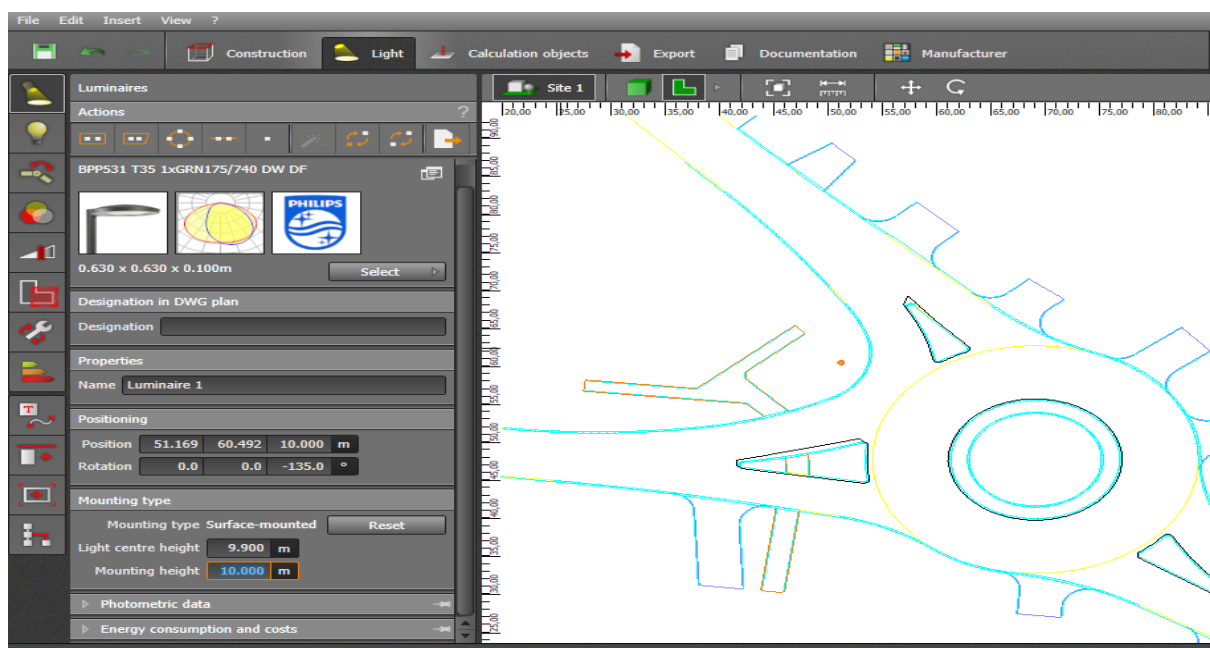 File Edit Insert View ?
Construction Light Calculation objects Export Documentation Manufacturer
Luminaires
Site 1
Actions ?
20,00 25,00 30,00 35,00 40,00 45,00 50,00 55,00 60,00 65,00 70,00 75,00 80,00
90,00
85,00
80,00
75,00
70,00
65,00
60,00
55,00
50,00
45,00
40,00
35,00
30,00
25,00
BPP531 T35 1xGRN175/740 DW DF
PHILIPS
0.630 x 0.630 x 0.100m Select
Designation in DWG plan
Designation
Properties
Name Luminaire 1
T
Positioning
Position 51.169 60.492 10.000 m
Rotation 0.0 0.0 -135.0 °
Mounting type
Mounting type Surface-mounted Reset
Light centre height 9.900 m
Mounting height 10.000 m
Photometric data
Energy consumption and costs